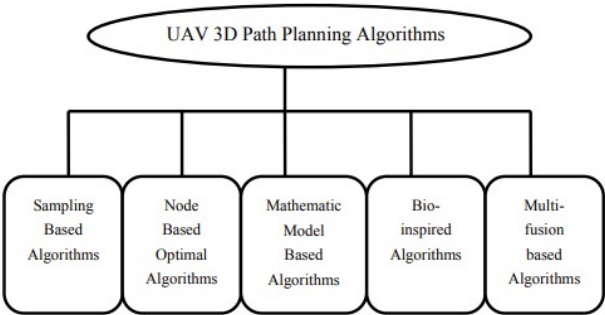 UAV 3D Path Planning Algorithms
Sampling
Based
Algorithms
Node
Based
Optimal
Algorithms
Mathematic
Model
Based
Algorithms
Bio-
inspired
Algorithms
Multi-
fusion
based
Algorithms